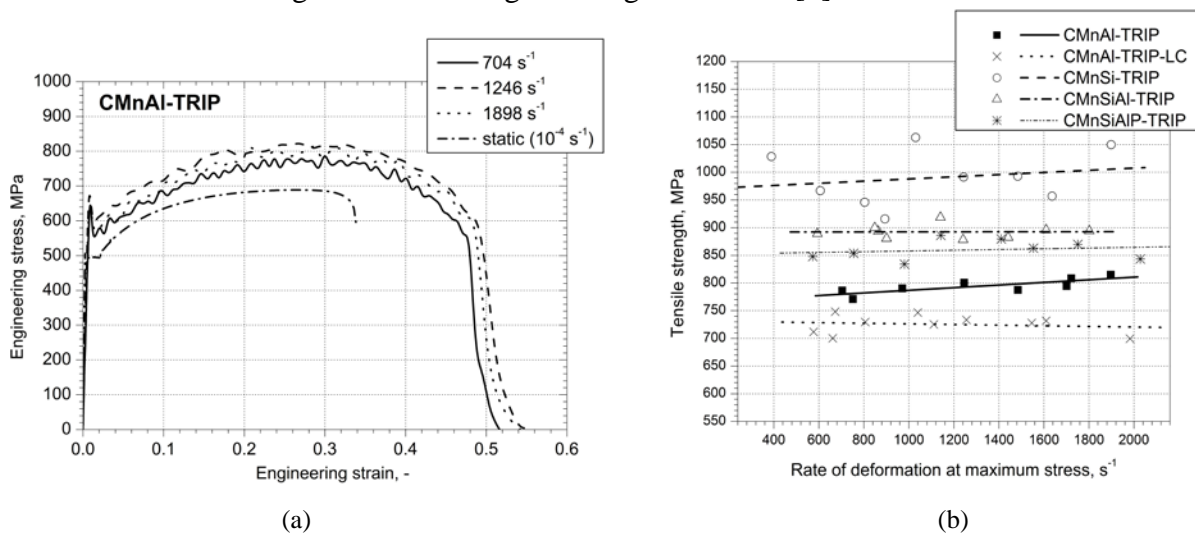 704 s⁻¹
1246 s⁻¹
1898 s⁻¹
static (10⁻⁴ s⁻¹)
CMnAl-TRIP
1000
900
800
700
600
500
400
300
200
100
0
0.0 0.1 0.2 0.3 0.4 0.5 0.6
Engineering stress, MPa
Engineering strain, -
(a)
CMnAl-TRIP
CMnAl-TRIP-LC
CMnSi-TRIP
CMnSiAl-TRIP
CMnSiAlP-TRIP
1200
1150
1100
1050
1000
950
900
850
800
750
700
650
600
550
400 600 800 1000 1200 1400 1600 1800 2000
Tensile strength, MPa
Rate of deformation at maximum stress, s⁻¹
(b)